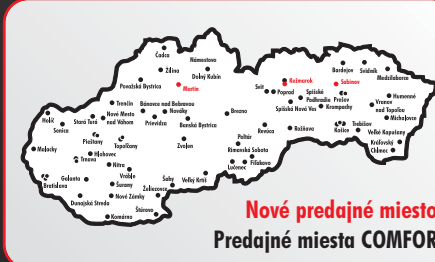 Čadca
Námestovo
Žilina
Dolný Kubín
Považská Bystrica
Martin
Bardejov
Svidník
Medzilaborce
Kežmarok
Sabinov
Svit
Poprad
Spišské
Podhradie
Prešov
Humenné
Spišská Nová Ves
Krompachy
Vranov
nad Topľou
Michalovce
Holíč
Senica
Stará Turá
Trenčín
Nové Mesto
nad Váhom
Bánovce nad Bebravou
Nováky
Prievidza
Banská Bystrica
Brezno
Revúca
Rožňava
Košice
Trebišov
Veľké Kapušany
Kráľovský
Chlmec
Malacky
Piešťany
Topoľčany
Hlohovec
Trnava
Zvolen
Poltár
Rimavská Sobota
Fiľakovo
Lučenec
Nitra
Vráble
Galanta
Šurany
Bratislava
Dunajská Streda
Nové Zámky
Želiezovce
Šahy
Veľký Krtíš
Štúrovo
Komárno
Nové predajné miesto
Predajné miesta COMFOR